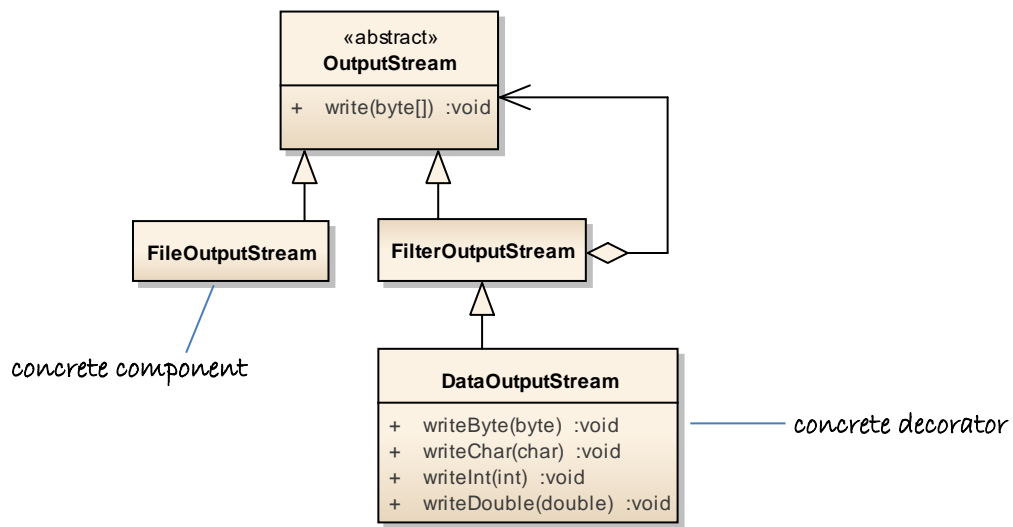 «abstract»
OutputStream
+ write(byte[]) :void
FileOutputStream
FilterOutputStream
concrete component
DataOutputStream
+ writeByte(byte) :void
+ writeChar(char) :void
+ writeInt(int) :void
+ writeDouble(double) :void
concrete decorator